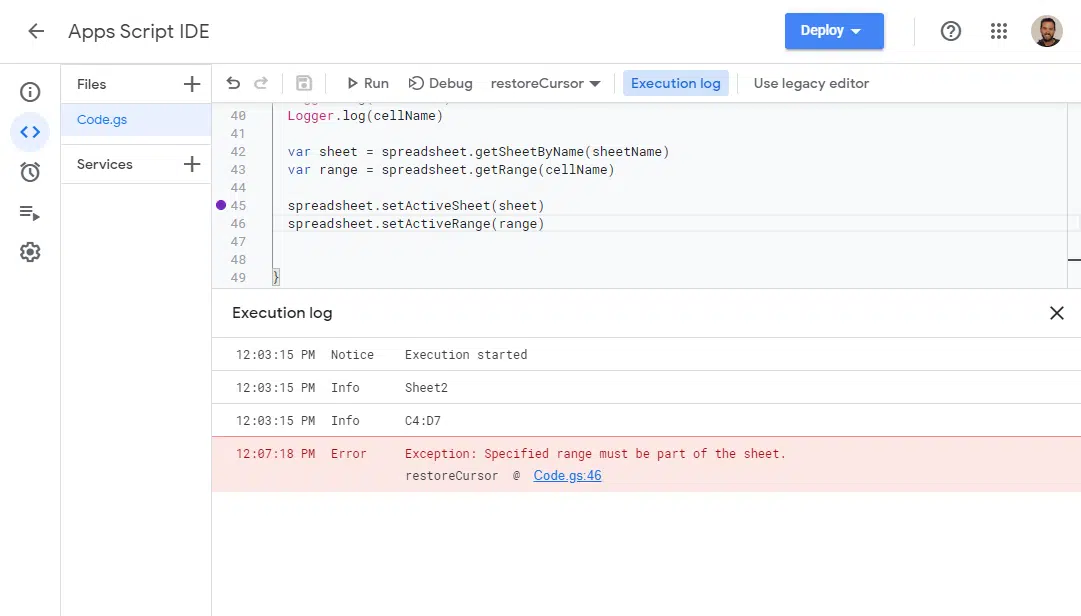 Apps Script IDE
Deploy
Files
Run Debug restoreCursor Execution log Use legacy editor
Code.gs
Services
40 Logger.log(cellName)
41
42 var sheet = spreadsheet.getSheetByName(sheetName)
43 var range = spreadsheet.getRange(cellName)
44
45 spreadsheet.setActiveSheet(sheet)
46 spreadsheet.setActiveRange(range)
47
48
49 }
Execution log
12:03:15 PM Notice Execution started
12:03:15 PM Info Sheet2
12:03:15 PM Info C4:D7
12:07:18 PM Error Exception: Specified range must be part of the sheet.
restoreCursor @ Code.gs:46